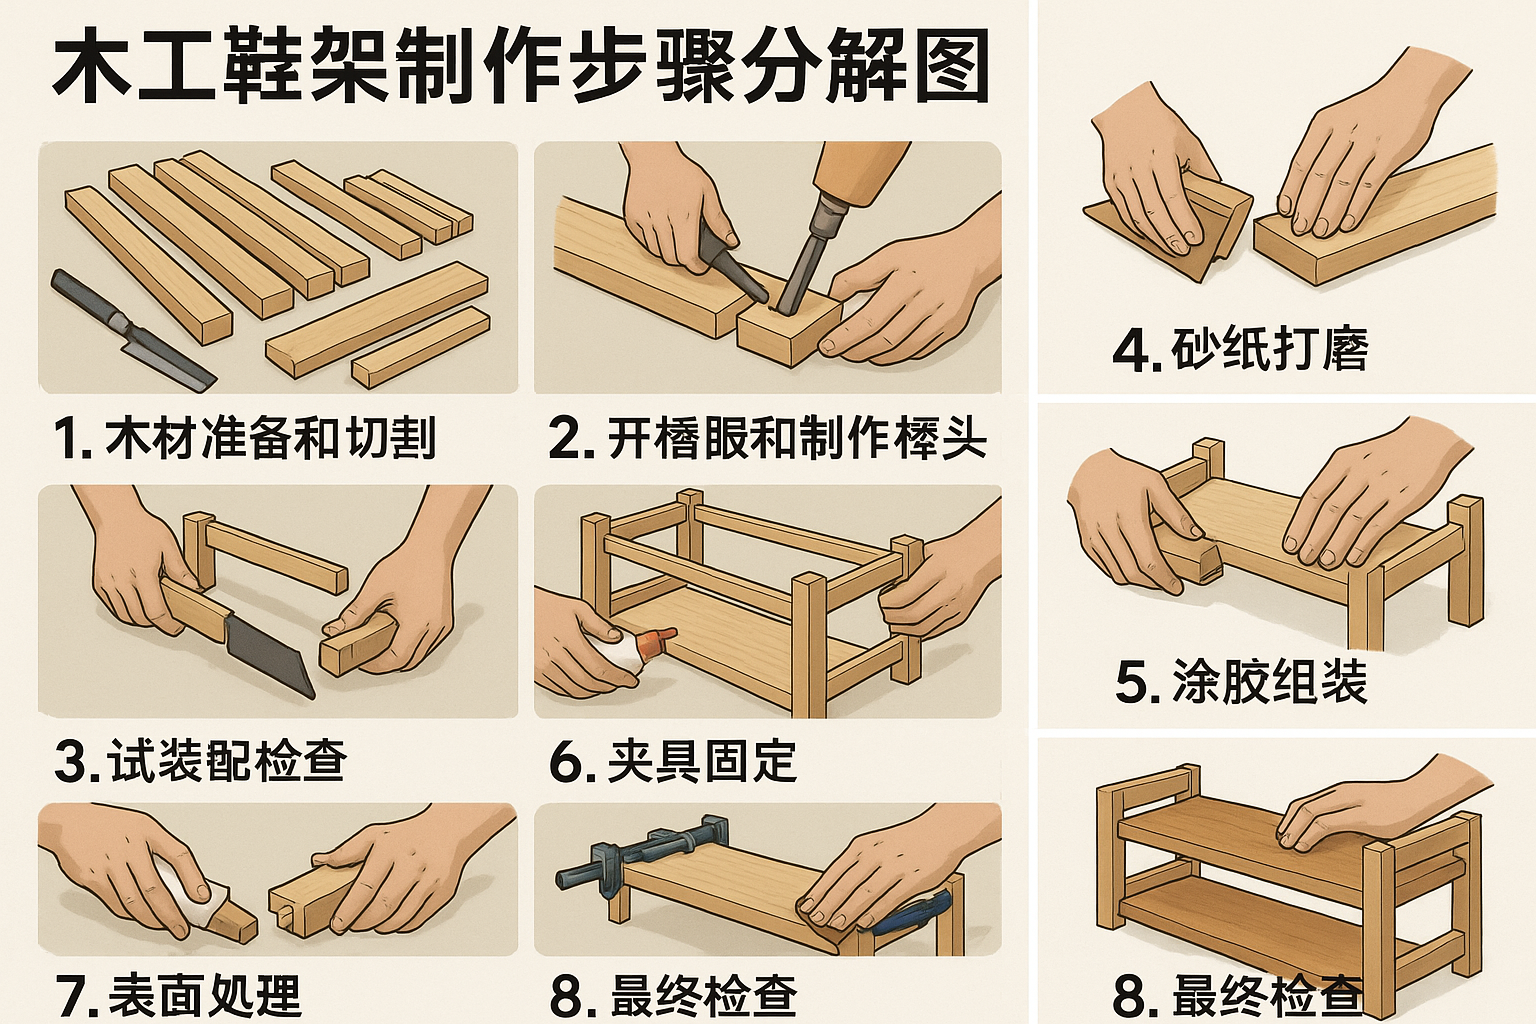 木工鞋架制作步骤分解图
1. 木材准备和切割
2. 开榫眼和制作榫头
3. 试装配检查
6. 夹具固定
7. 表面处理
8. 最终检查
4. 砂纸打磨
5. 涂胶组装
8. 最终检查